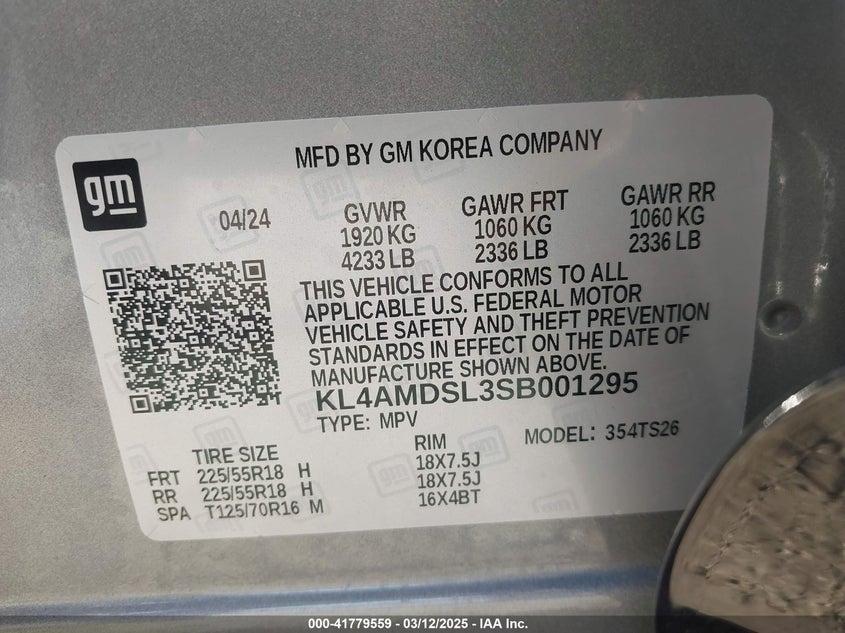 gm
MFD BY GM KOREA COMPANY
04/24
GVWR
1920 KG
4233 LB
GAWR FRT
1060 KG
2336 LB
GAWR RR
1060 KG
2336 LB
THIS VEHICLE CONFORMS TO ALL
APPLICABLE U.S. FEDERAL MOTOR
VEHICLE SAFETY AND THEFT PREVENTION
STANDARDS IN EFFECT ON THE DATE OF
MANUFACTURE SHOWN ABOVE.
KL4AMDSL3SB001295
TYPE: MPV
MODEL: 354TS26
TIRE SIZE
RIM
FRT 225/55R18 H 18X7.5J
RR 225/55R18 H 18X7.5J
SPA T125/70R16 M 16X4BT
000-41779559 - 03/12/2025 - IAA Inc.